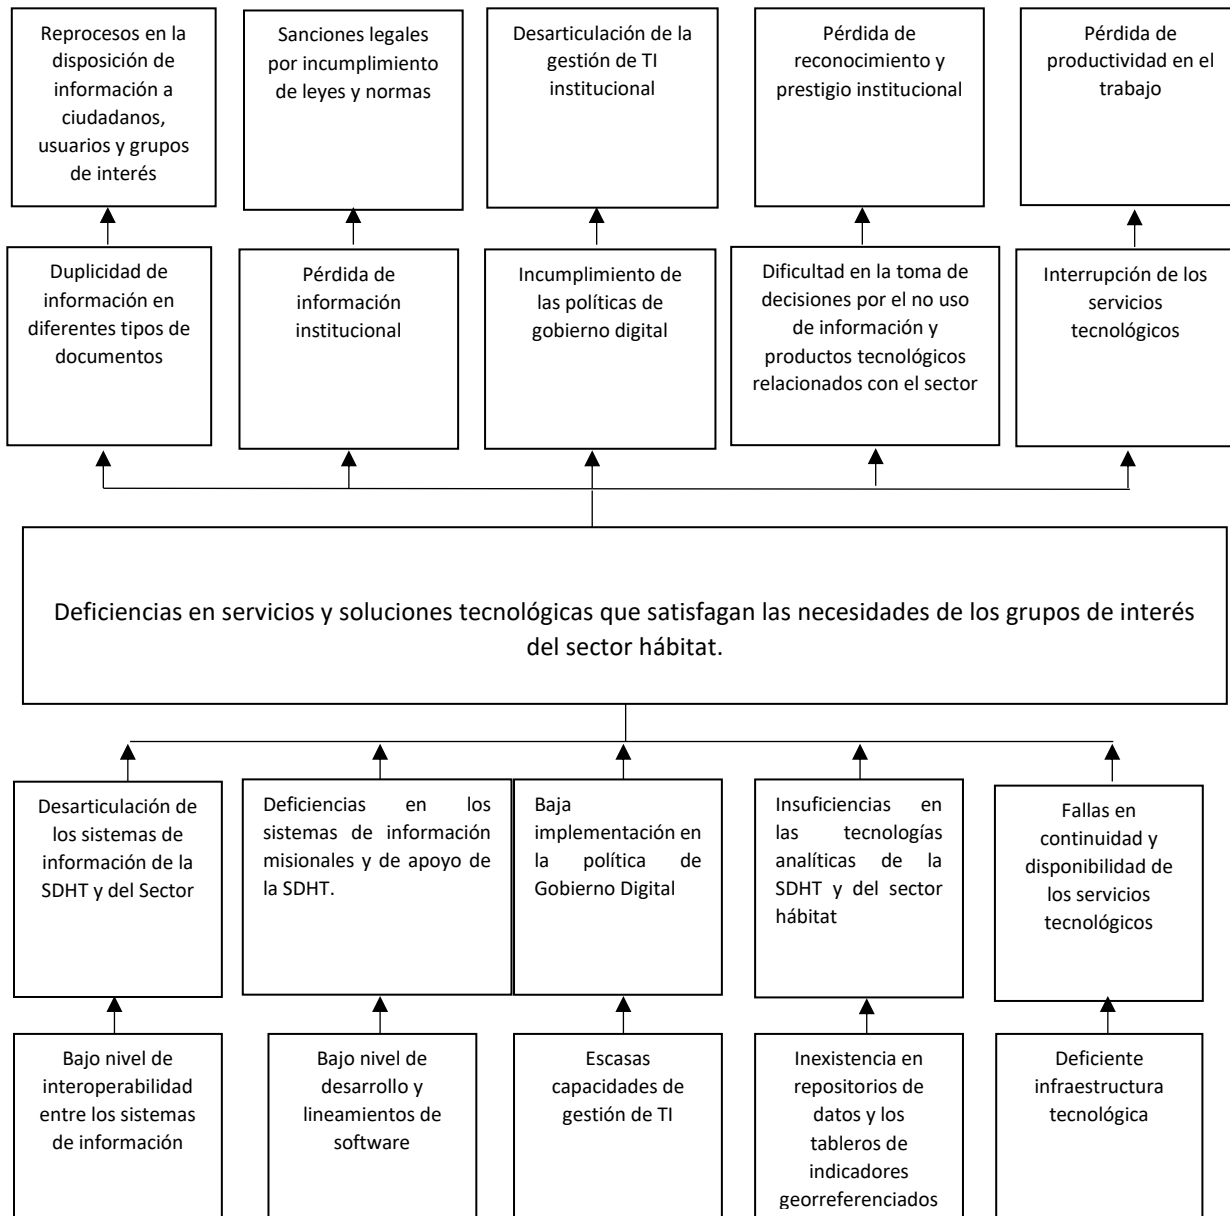 Reprocesos en la
disposición de
información a
ciudadanos,
usuarios y grupos
de interés
Sanciones legales
por incumplimiento
de leyes y normas
Desarticulación de la
gestión de TI
institucional
Pérdida de
reconocimiento y
prestigio institucional
Pérdida de
productividad en el
trabajo
Duplicidad de
información en
diferentes tipos de
documentos
Pérdida de
información
institucional
Incumplimiento de
las políticas de
gobierno digital
Dificultad en la toma de
decisiones por el no uso
de información y
productos tecnológicos
relacionados con el sector
Interrupción de los
servicios
tecnológicos
Deficiencias en servicios y soluciones tecnológicas que satisfagan las necesidades de los grupos de interés
del sector hábitat.
Desarticulación de
los sistemas de
información de la
SDHT y del Sector
Deficiencias en los
sistemas de información
misionales y de apoyo de
la SDHT.
Baja
implementación en
la política de
Gobierno Digital
Insuficiencias en
las tecnologías
analíticas de la
SDHT y del sector
hábitat
Fallas en
continuidad y
disponibilidad de
los servicios
tecnológicos
Bajo nivel de
interoperabilidad
entre los sistemas
de información
Bajo nivel de
desarrollo y
lineamientos de
software
Escasas
capacidades de
gestión de TI
Inexistencia en
repositorios de
datos y los
tableros de
indicadores
georreferenciados
Deficiente
infraestructura
tecnológica